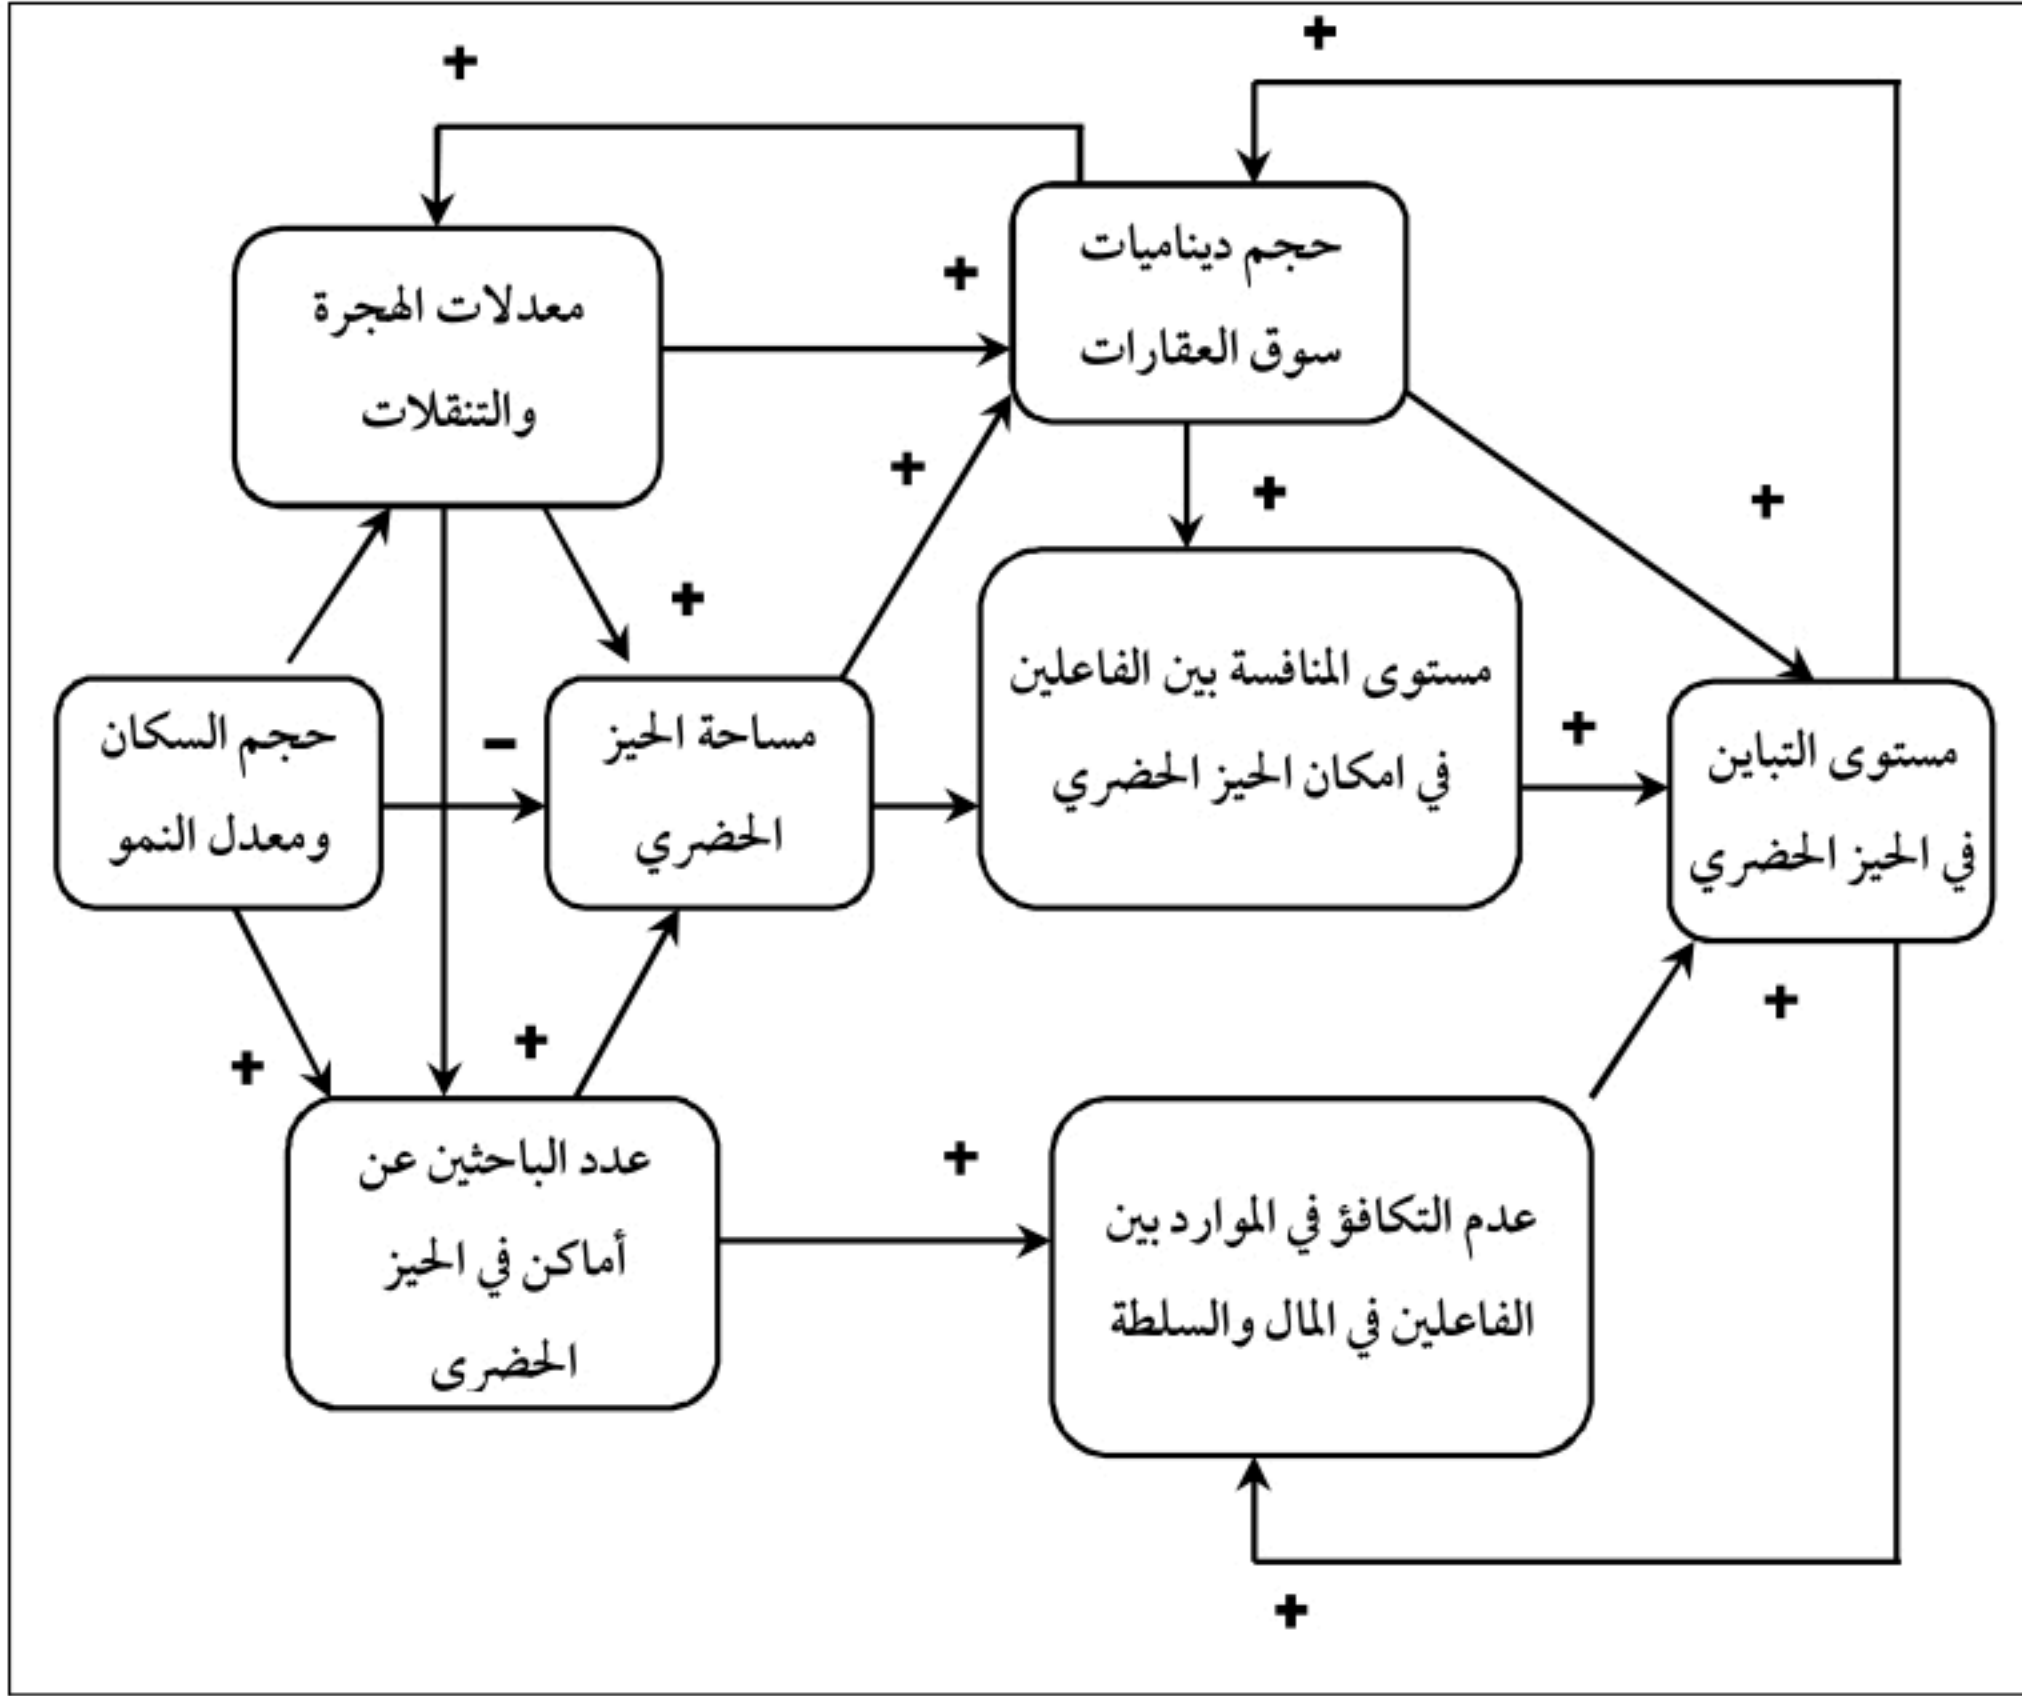 +
+
حجم ديناميات
سوق العقارات
+
معدلات الهجرة
والتنقلات
+
+
+
+
مستوى التباين
في الحيز الحضري
+
مستوى المنافسة بين الفاعلين
في امكان الحيز الحضري
مساحة الحيز
الحضري
–
حجم السكان
ومعدل النمو
+
+
+
+
عدم التكافؤ في الموارد بين
الفاعلين في المال والسلطة
+
عدد الباحثين عن
أماكن في الحيز
الحضرى
+